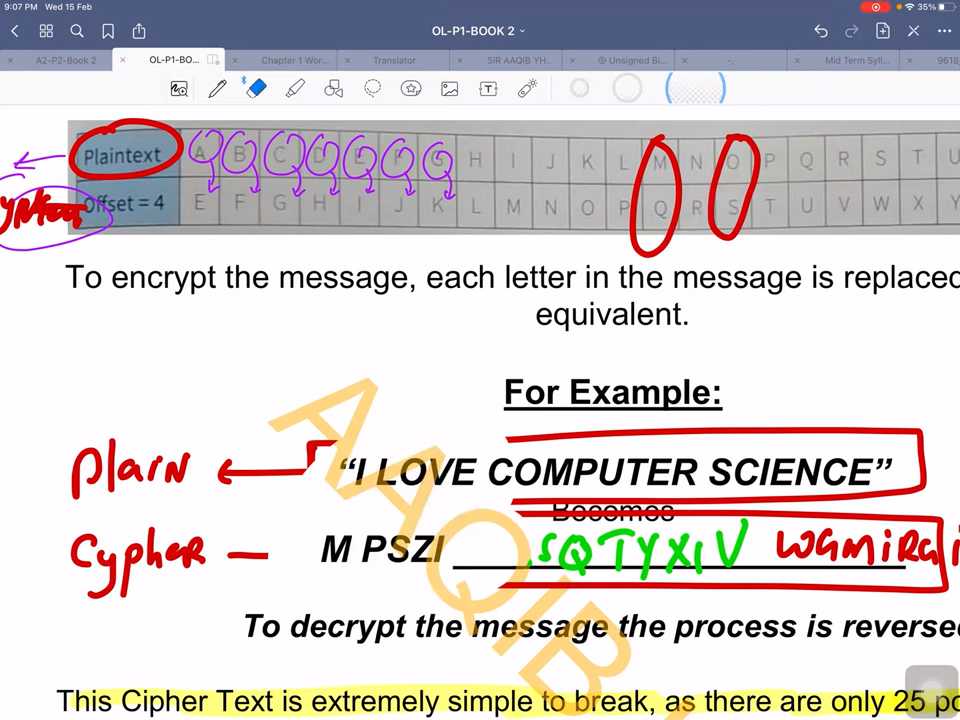 9:07 PM Wed 15 Feb 35%
OL-P1-BOOK 2
A2-P2-Book 2 OL-P1-BO... Chapter 1 Wor... Translator SiR AAQIB YH... Unsigned Bi... Mid Term Syll... 9618
Plaintext A B C D E F G H I J K L M N O P Q R S T U
Offset = 4 E F G H I J K L M N O P Q R S T U V W X Y
To encrypt the message, each letter in the message is replaced
equivalent.
For Example:
Plain “I LOVE COMPUTER SCIENCE”
Becomes
Cypher — M PSZI SQTYXIV WGMiRG
To decrypt the message the process is reverse
This Cipher Text is extremely simple to break, as there are only 25 po
AAQIB